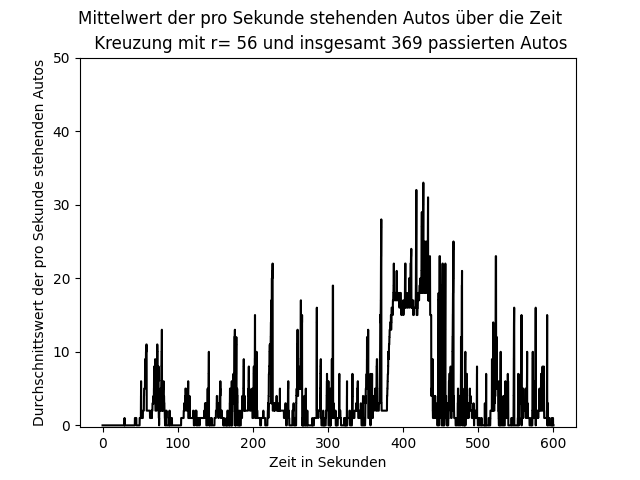 Mittelwert der pro Sekunde stehenden Autos über die Zeit
Kreuzung mit r= 56 und insgesamt 369 passierten Autos
Durchschnittswert der pro Sekunde stehenden Autos
50
40
30
20
10
0
0 100 200 300 400 500 600
Zeit in Sekunden